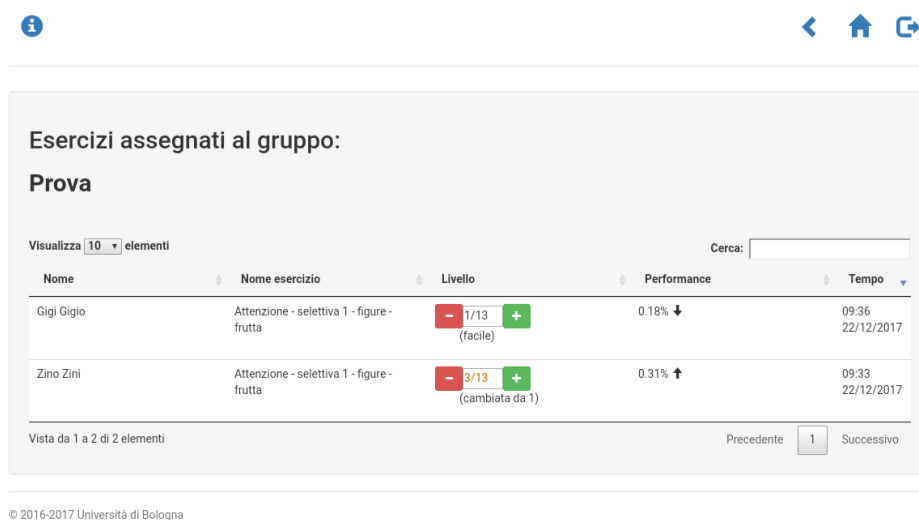 Esercizi assegnati al gruppo:
Prova
Visualizza 10 elementi
Cerca:
Nome Nome esercizio Livello Performance Tempo
Gigi Gigio Attenzione - selettiva 1 - figure - 1/13 0.18% 09:36
frutta (facile) 22/12/2017
Zino Zini Attenzione - selettiva 1 - figure - 3/13 0.31% 09:33
frutta (cambiata da 1) 22/12/2017
Vista da 1 a 2 di 2 elementi
Precedente 1 Successivo
© 2016-2017 Università di Bologna